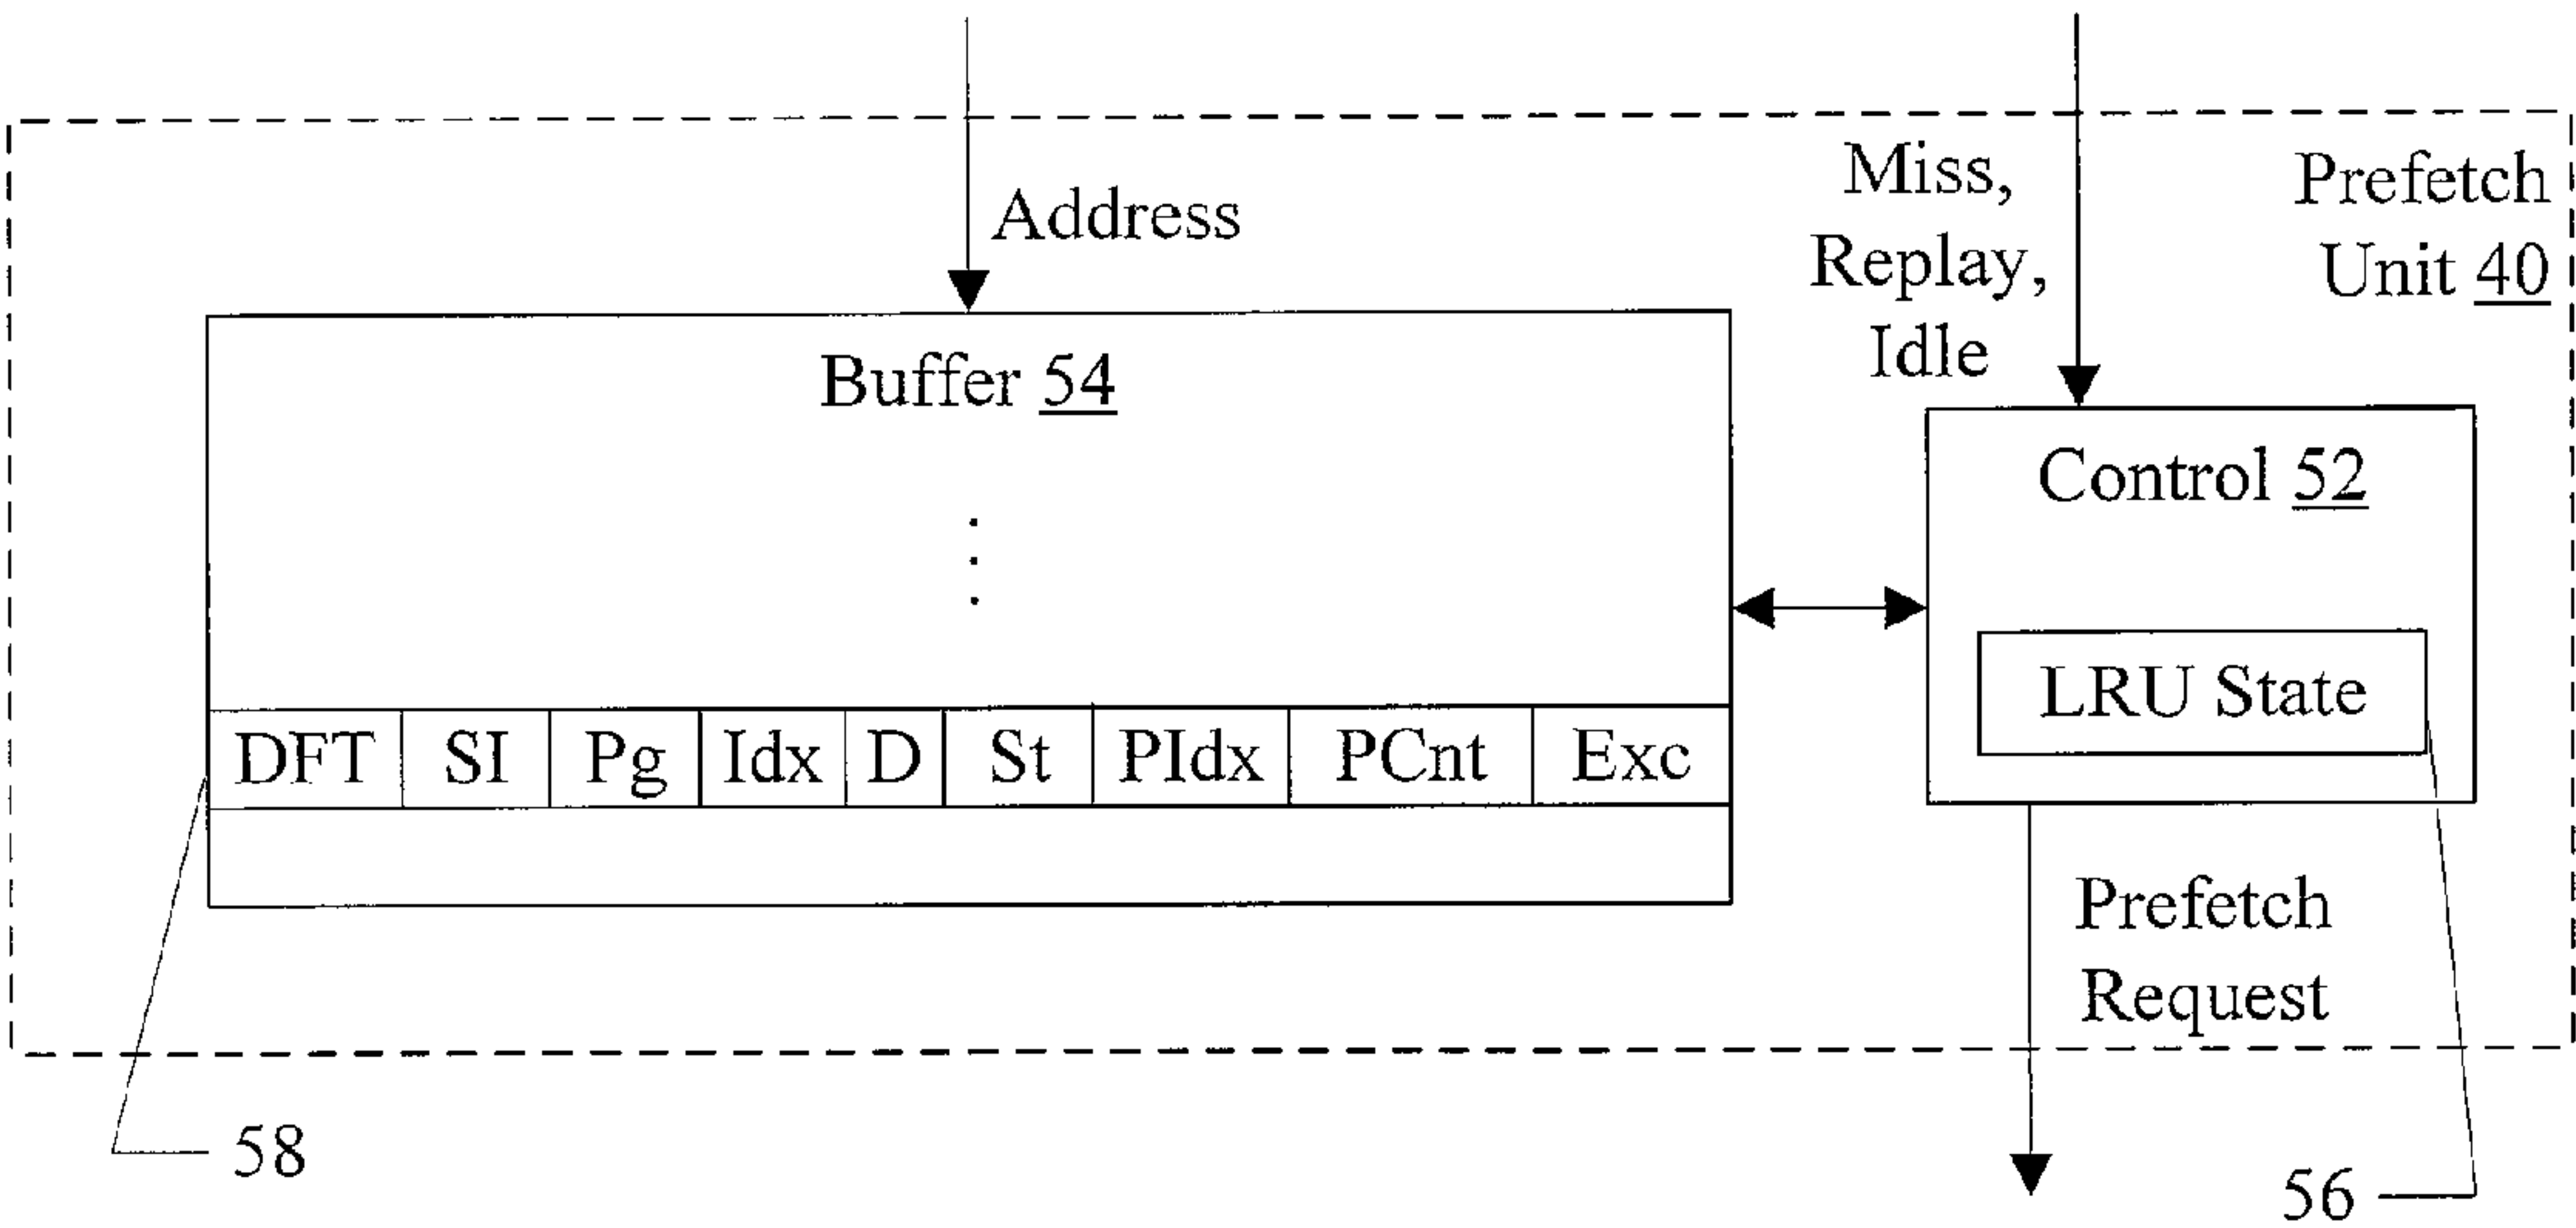 Address
Miss,
Replay,
Idle
Prefetch
Unit 40
Buffer 54
Control 52
LRU State
DFT SI Pg Idx D St PIdx PCnt Exc
Prefetch
Request
58
56